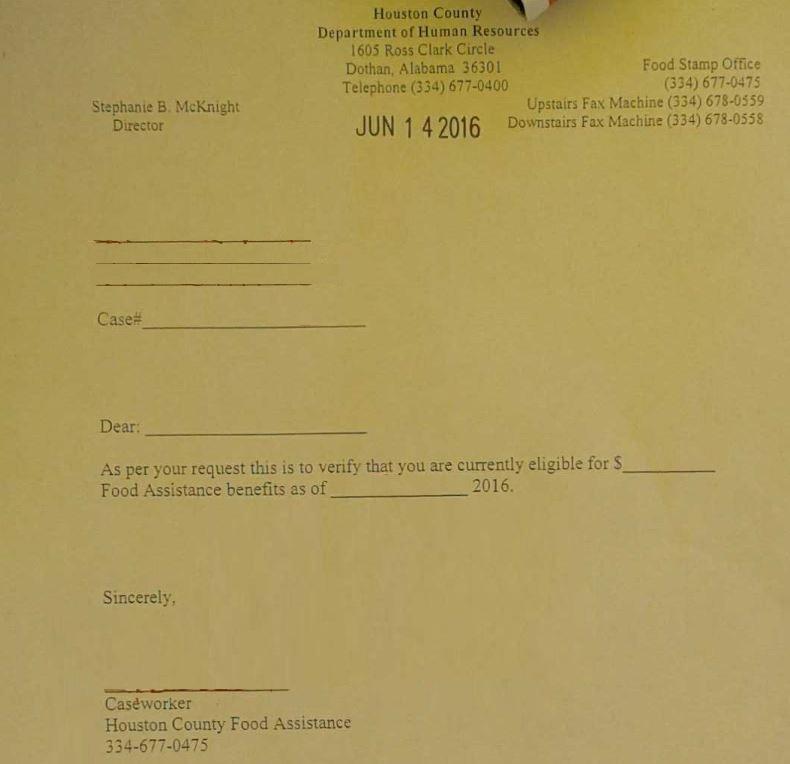 Houston County
Department of Human Resources
1605 Ross Clark Circle
Dothan, Alabama 36301
Telephone (334) 677-0400
Food Stamp Office
(334) 677-0475
Upstairs Fax Machine (334) 678-0559
Downstairs Fax Machine (334) 678-0558
Stephanie B. McKnight
Director
JUN 14 2016
Case#
Dear:
As per your request this is to verify that you are currently eligible for $
Food Assistance benefits as of 2016.
Sincerely,
Caseworker
Houston County Food Assistance
334-677-0475